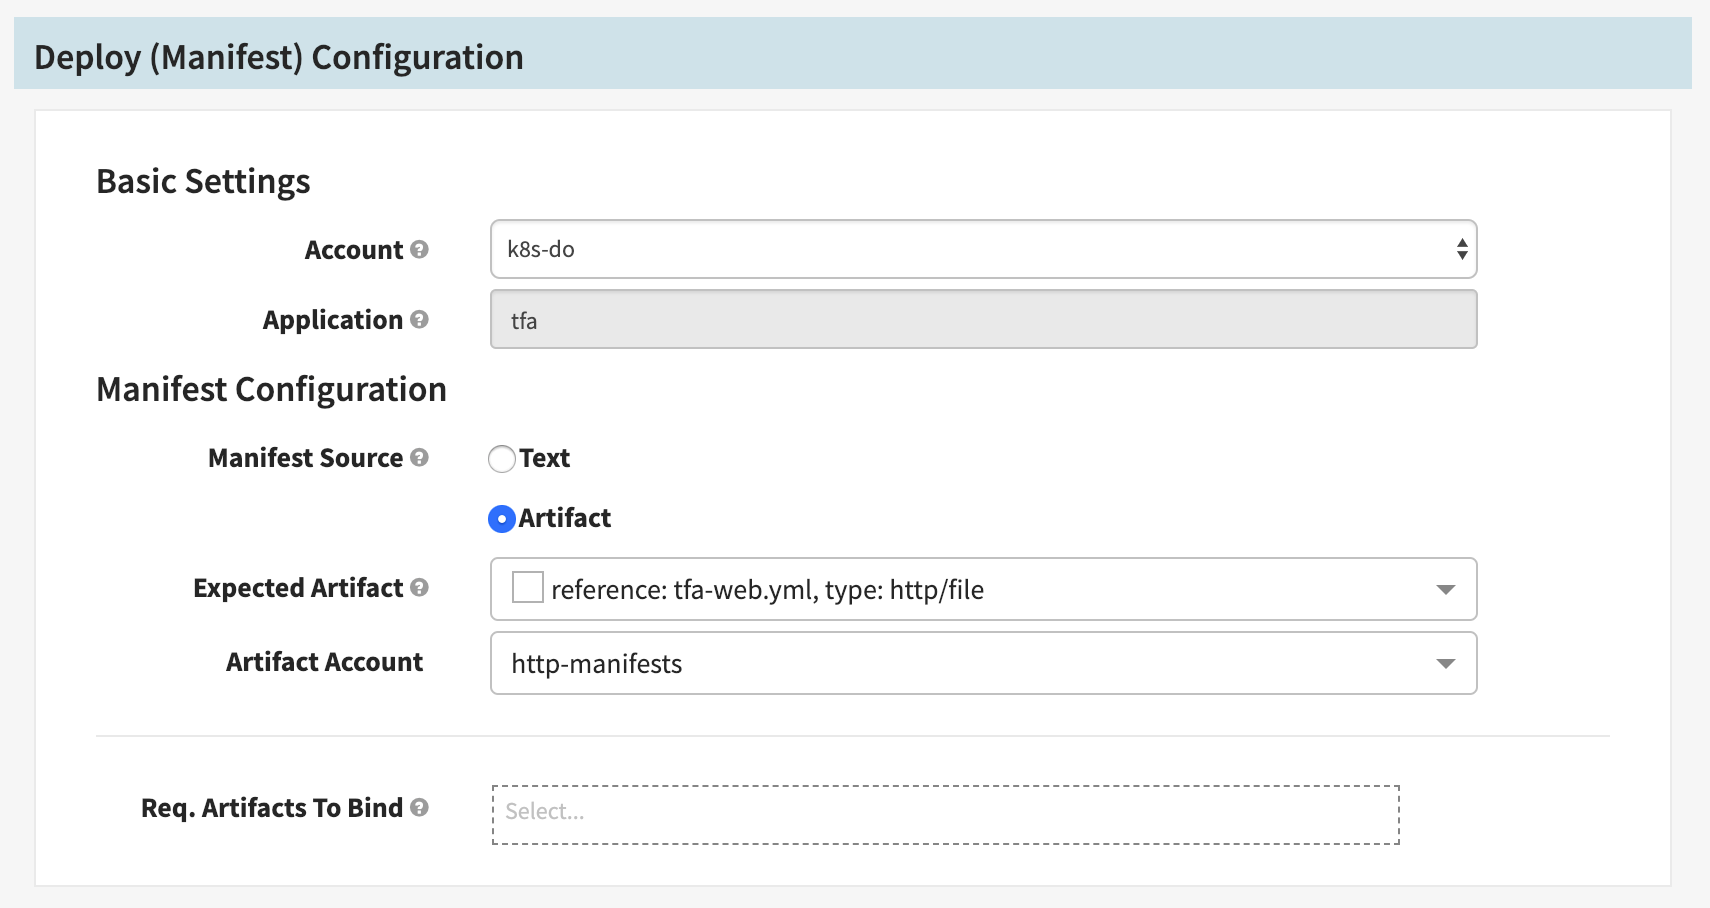 Deploy (Manifest) Configuration
Basic Settings
Account
k8s-do
Application
tfa
Manifest Configuration
Manifest Source
Text
Artifact
Expected Artifact
reference: tfa-web.yml, type: http/file
Artifact Account
http-manifests
Req. Artifacts To Bind
Select...